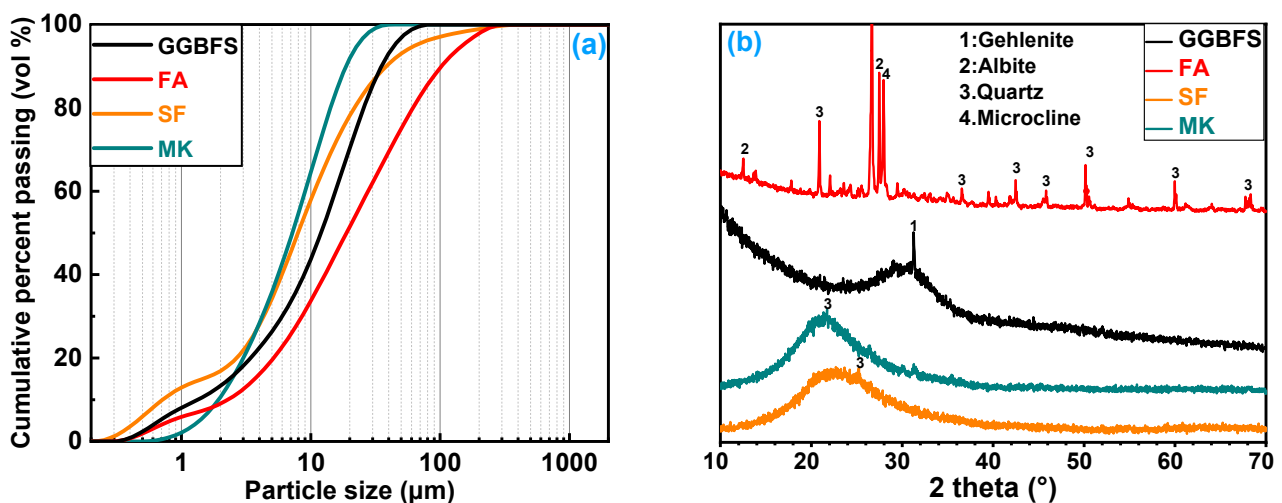 Cumulative percent passing (vol %)
100
80
60
40
20
0
GGBFS
FA
SF
MK
(a)
1
10
100
1000
Particle size (µm)
(b)
1:Gehlenite
2:Albite
3.Quartz
4.Microcline
GGBFS
FA
SF
MK
2
3
2
4
3
3
3
3
3
3
1
3
3
10
20
30
40
50
60
70
2 theta (°)